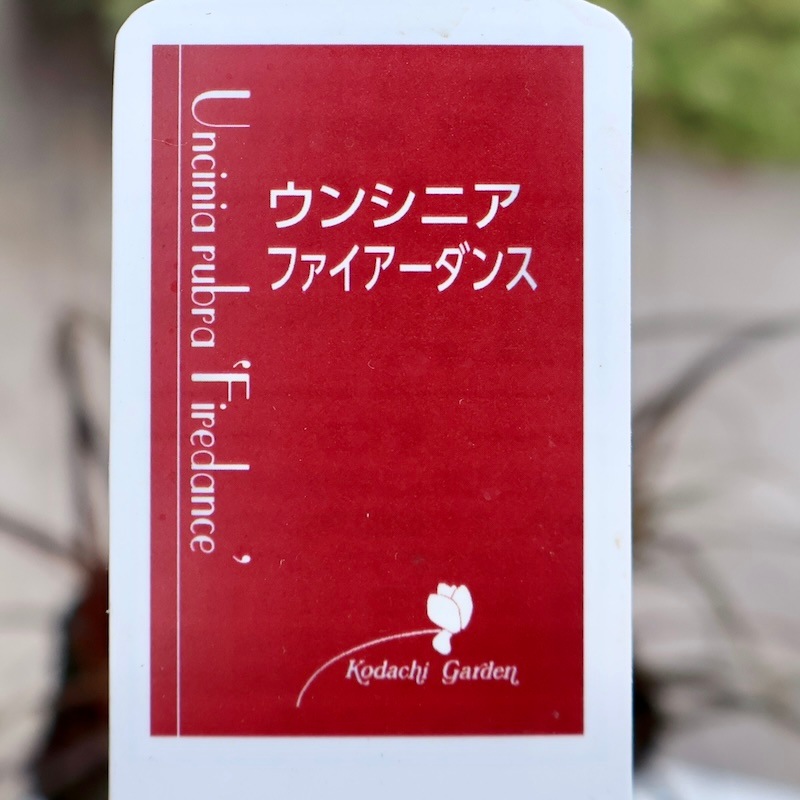 Uncinia rubra 'Firedance'
ウンシニア
ファイアーダンス
Kodachi Garden